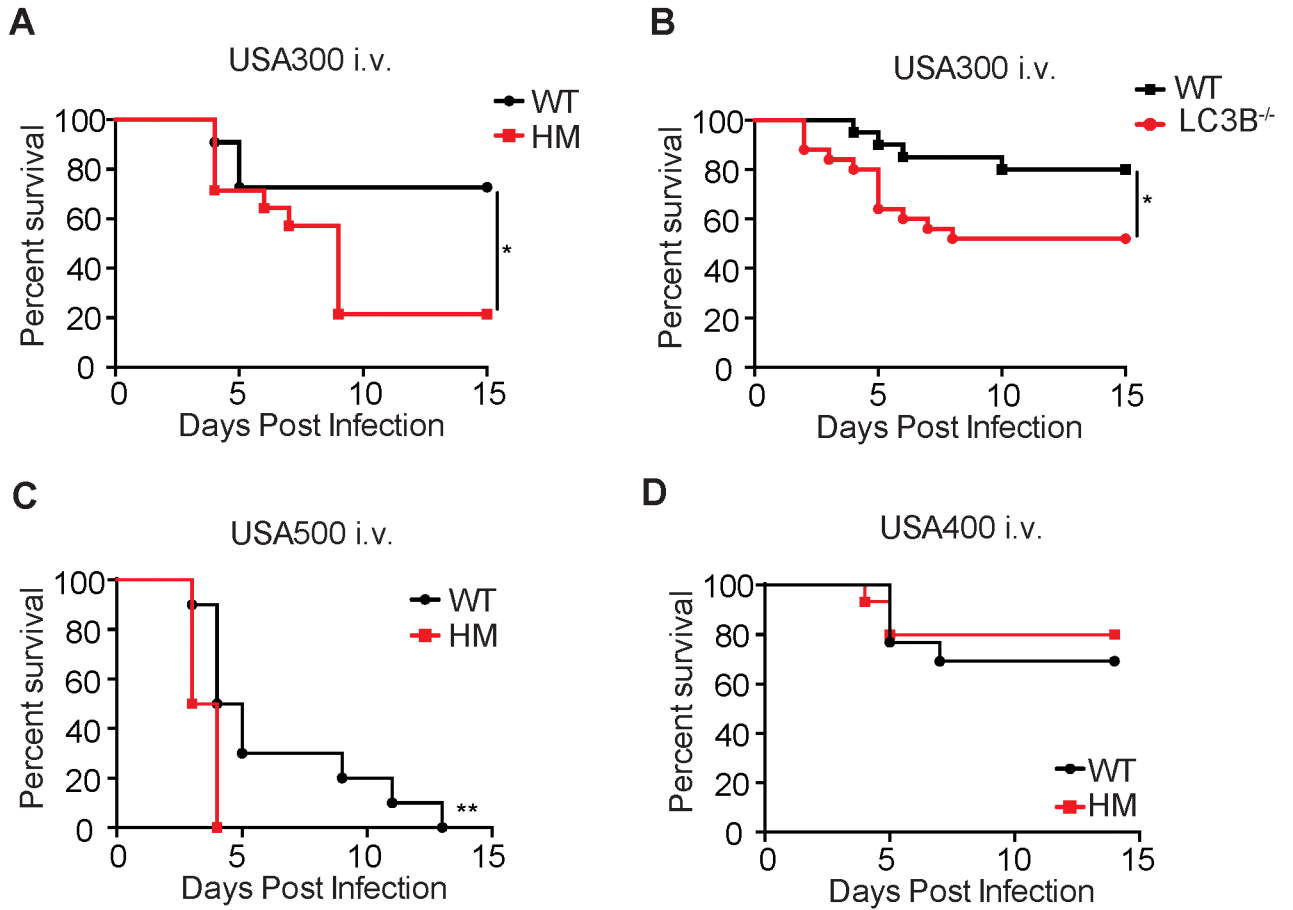 A
USA300 i.v.
WT
HM
100
80
60
40
20
0
Percent survival
*
0 5 10 15
Days Post Infection
B
USA300 i.v.
WT
LC3B-/-
100
80
60
40
20
0
Percent survival
*
0 5 10 15
Days Post Infection
C
USA500 i.v.
WT
HM
100
80
60
40
20
0
Percent survival
**
0 5 10 15
Days Post Infection
D
USA400 i.v.
100
80
60
40
20
0
Percent survival
WT
HM
0 5 10 15
Days Post Infection